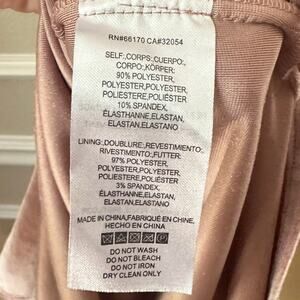 RN#66170 CA#32054
SELF:,CORPS:,CUERPO:,
CORPO:,KÖRPER:
90% POLYESTER,
POLYESTER,POLYESTER,
POLIESTERE,POLIÉSTER
10% SPANDEX,
ÉLASTHANNE,ELASTAN,
ELASTAN,ELASTANO
LINING:,DOUBLURE:,REVESTIMIENTO:,
RIVESTIMENTO:,FUTTER:
97% POLYESTER,
POLYESTER,POLYESTER,
POLIESTERE,POLIÉSTER
3% SPANDEX,
ÉLASTHANNE,ELASTAN,
ELASTAN,ELASTANO
MADE IN CHINA,FABRIQUÉ EN CHINE,
HECHO EN CHINA
DO NOT WASH
DO NOT BLEACH
DO NOT IRON
DRY CLEAN ONLY